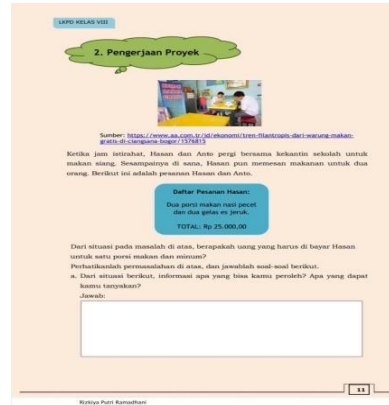 LKPD KELAS VIII
2. Pengerjaan Proyek
Sumber: https://www.aa.com.tr/id/ekonomi/tren-filantropis-dari-warung-makan-
gratis-di-ciangsana-bogor/1576815
Ketika jam istirahat, Hasan dan Anto pergi bersama kekantin sekolah untuk
makan siang. Sesampainya di sana, Hasan pun memesan makanan untuk dua
orang. Berikut ini adalah pesanan Hasan dan Anto.
Daftar Pesanan Hasan:
Dua porsi makan nasi pecel
dan dua gelas es jeruk.
TOTAL: Rp 25.000,00
Dari situasi pada masalah di atas, berapakah uang yang harus di bayar Hasan
untuk satu porsi makan dan minum?
Perhatikanlah permasalahan di atas, dan jawablah soal-soal berikut.
a. Dari situasi berikut, informasi apa yang bisa kamu peroleh? Apa yang dapat
kamu tanyakan?
Jawab:
11
Rizkiya Putri Ramadhani